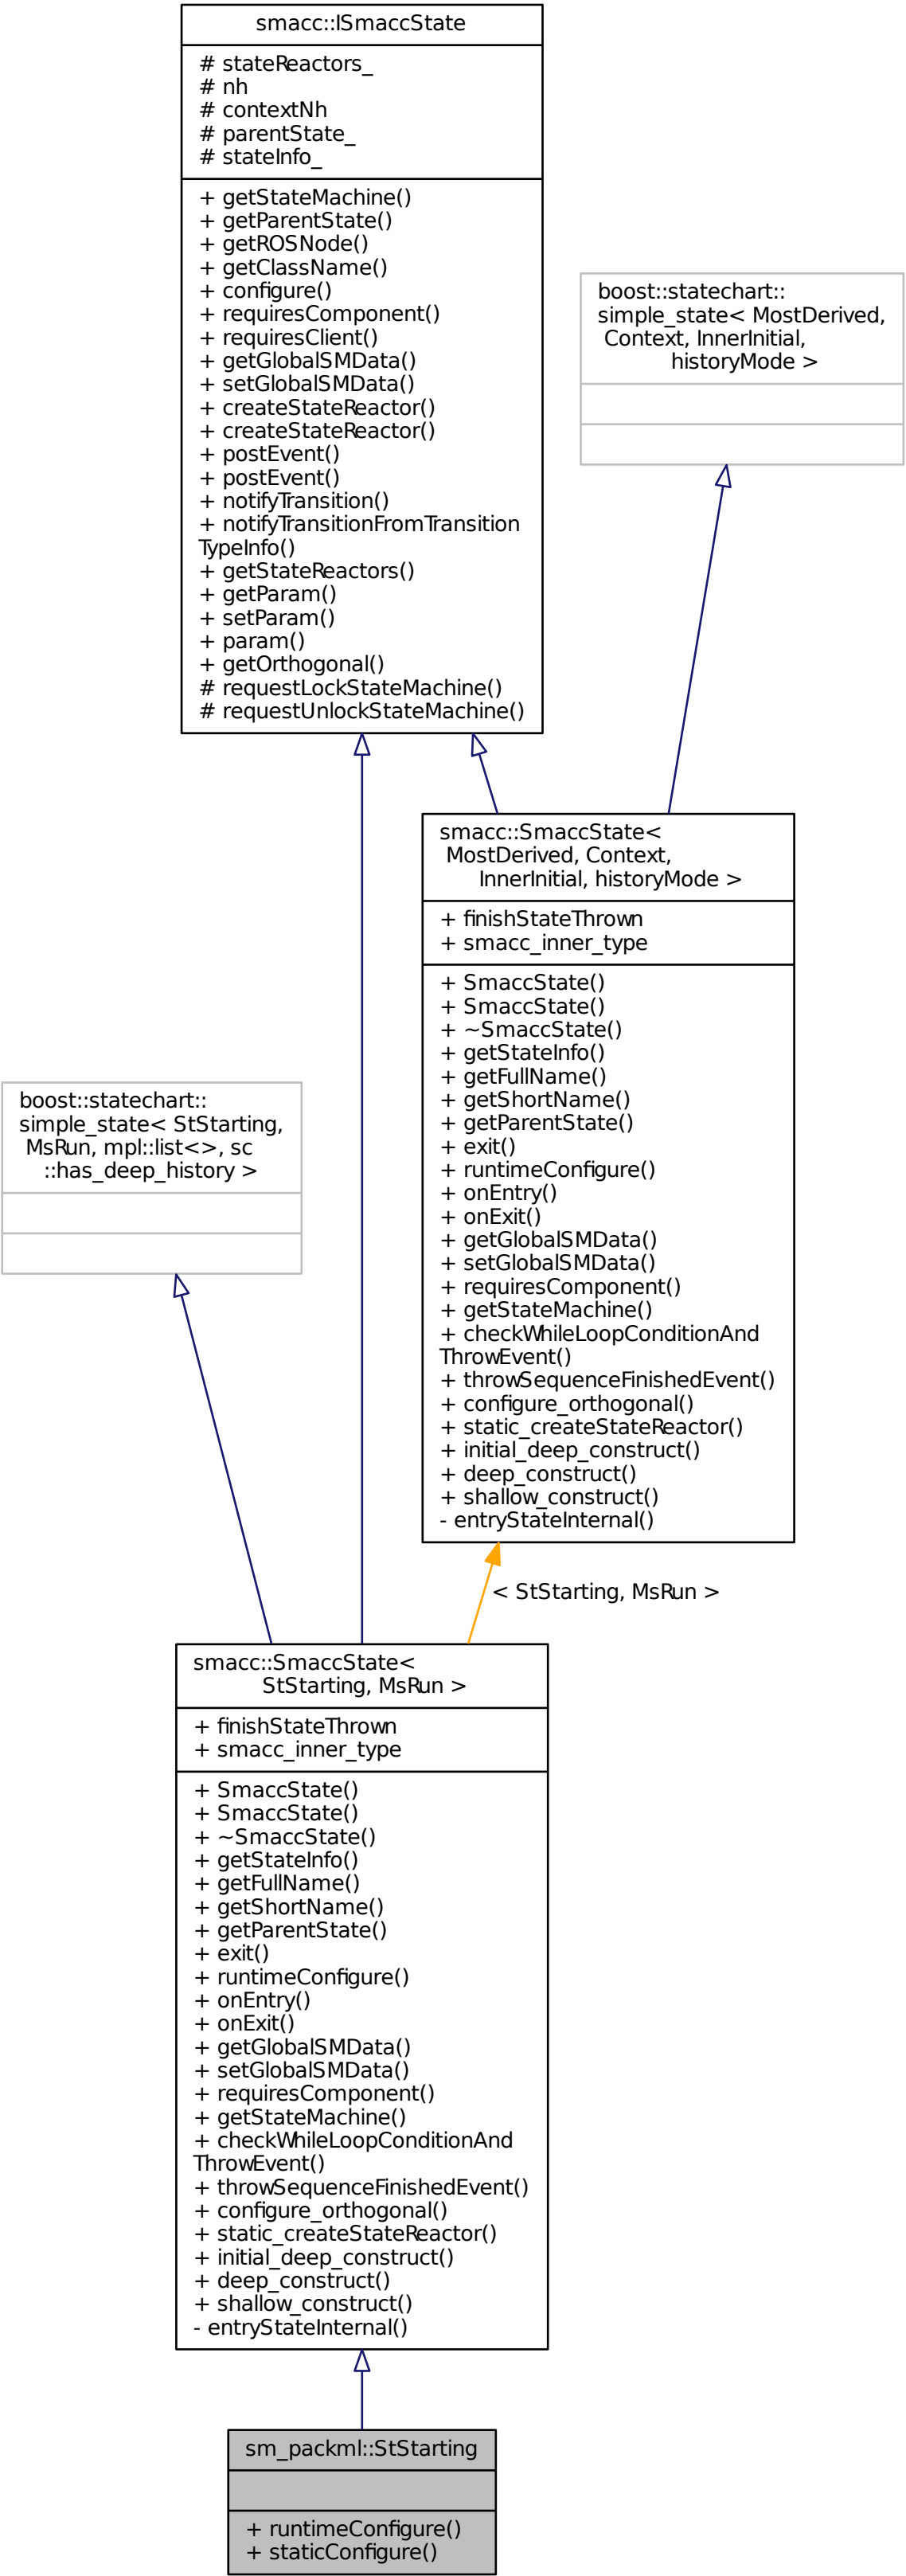 smacc::ISmaccState
# stateReactors_
# nh
# contextNh
# parentState_
# stateInfo_
+ getStateMachine()
+ getParentState()
+ getROSNode()
+ getClassName()
+ configure()
+ requiresComponent()
+ requiresClient()
+ getGlobalSMData()
+ setGlobalSMData()
+ createStateReactor()
+ createStateReactor()
+ postEvent()
+ postEvent()
+ notifyTransition()
+ notifyTransitionFromTransition
TypeInfo()
+ getStateReactors()
+ getParam()
+ setParam()
+ param()
+ getOrthogonal()
# requestLockStateMachine()
# requestUnlockStateMachine()
boost::statechart::
simple_state< MostDerived,
Context, InnerInitial,
historyMode >
smacc::SmaccState<
MostDerived, Context,
InnerInitial, historyMode >
+ finishStateThrown
+ smacc_inner_type
+ SmaccState()
+ SmaccState()
+ ~SmaccState()
+ getStateInfo()
+ getFullName()
+ getShortName()
+ getParentState()
+ exit()
+ runtimeConfigure()
+ onEntry()
+ onExit()
+ getGlobalSMData()
+ setGlobalSMData()
+ requiresComponent()
+ getStateMachine()
+ checkWhileLoopConditionAnd
ThrowEvent()
+ throwSequenceFinishedEvent()
+ configure_orthogonal()
+ static_createStateReactor()
+ initial_deep_construct()
+ deep_construct()
+ shallow_construct()
- entryStateInternal()
boost::statechart::
simple_state< StStarting,
MsRun, mpl::list<>, sc
::has_deep_history >
< StStarting, MsRun >
smacc::SmaccState<
StStarting, MsRun >
+ finishStateThrown
+ smacc_inner_type
+ SmaccState()
+ SmaccState()
+ ~SmaccState()
+ getStateInfo()
+ getFullName()
+ getShortName()
+ getParentState()
+ exit()
+ runtimeConfigure()
+ onEntry()
+ onExit()
+ getGlobalSMData()
+ setGlobalSMData()
+ requiresComponent()
+ getStateMachine()
+ checkWhileLoopConditionAnd
ThrowEvent()
+ throwSequenceFinishedEvent()
+ configure_orthogonal()
+ static_createStateReactor()
+ initial_deep_construct()
+ deep_construct()
+ shallow_construct()
- entryStateInternal()
sm_packml::StStarting
+ runtimeConfigure()
+ staticConfigure()